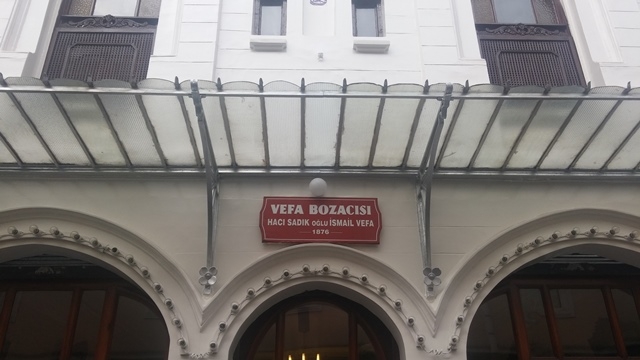 VEFA BOZACISI
HACI SADIK OĞLU İSMAİL VEFA
1876